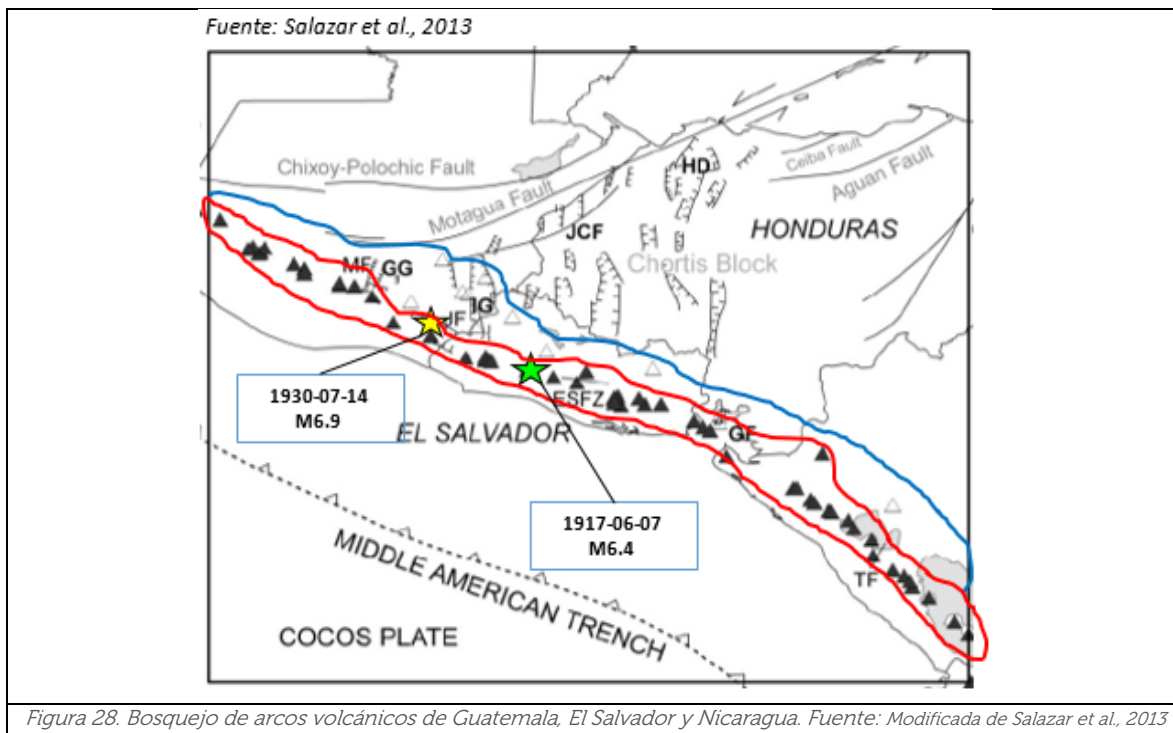 Fuente: Salazar et al., 2013
Chixoy-Polochic Fault
HD
Ceiba Fault
Aguan Fault
Motagua Fault
JCF
HONDURAS
Chortis Block
GG
IG
1930-07-14
M6.9
ESFZ
EL SALVADOR
GF
1917-06-07
M6.4
MIDDLE AMERICAN TRENCH
TF
COCOS PLATE
Figura 28. Bosquejo de arcos volcánicos de Guatemala, El Salvador y Nicaragua. Fuente: Modificada de Salazar et al., 2013